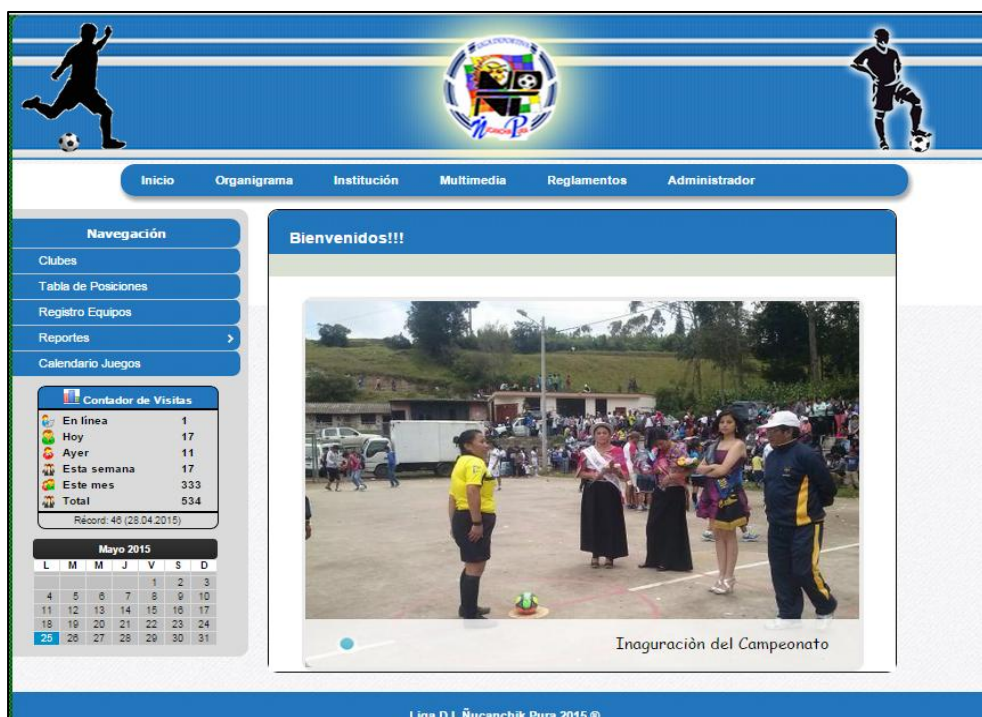 LIGA DEPORTIVA
Ñucanchik Pura
Inicio Organigrama Institución Multimedia Reglamentos Administrador
Navegación
Clubes
Tabla de Posiciones
Registro Equipos
Reportes
Calendario Juegos
Contador de Visitas
En línea 1
Hoy 17
Ayer 11
Esta semana 17
Este mes 333
Total 534
Récord: 46 (28.04.2015)
Mayo 2015
L M M J V S D
1 2 3
4 5 6 7 8 9 10
11 12 13 14 15 16 17
18 19 20 21 22 23 24
25 26 27 28 29 30 31
Bienvenidos!!!
Inaguraciòn del Campeonato
Liga D.I. Ñucanchik Pura 2015 ®